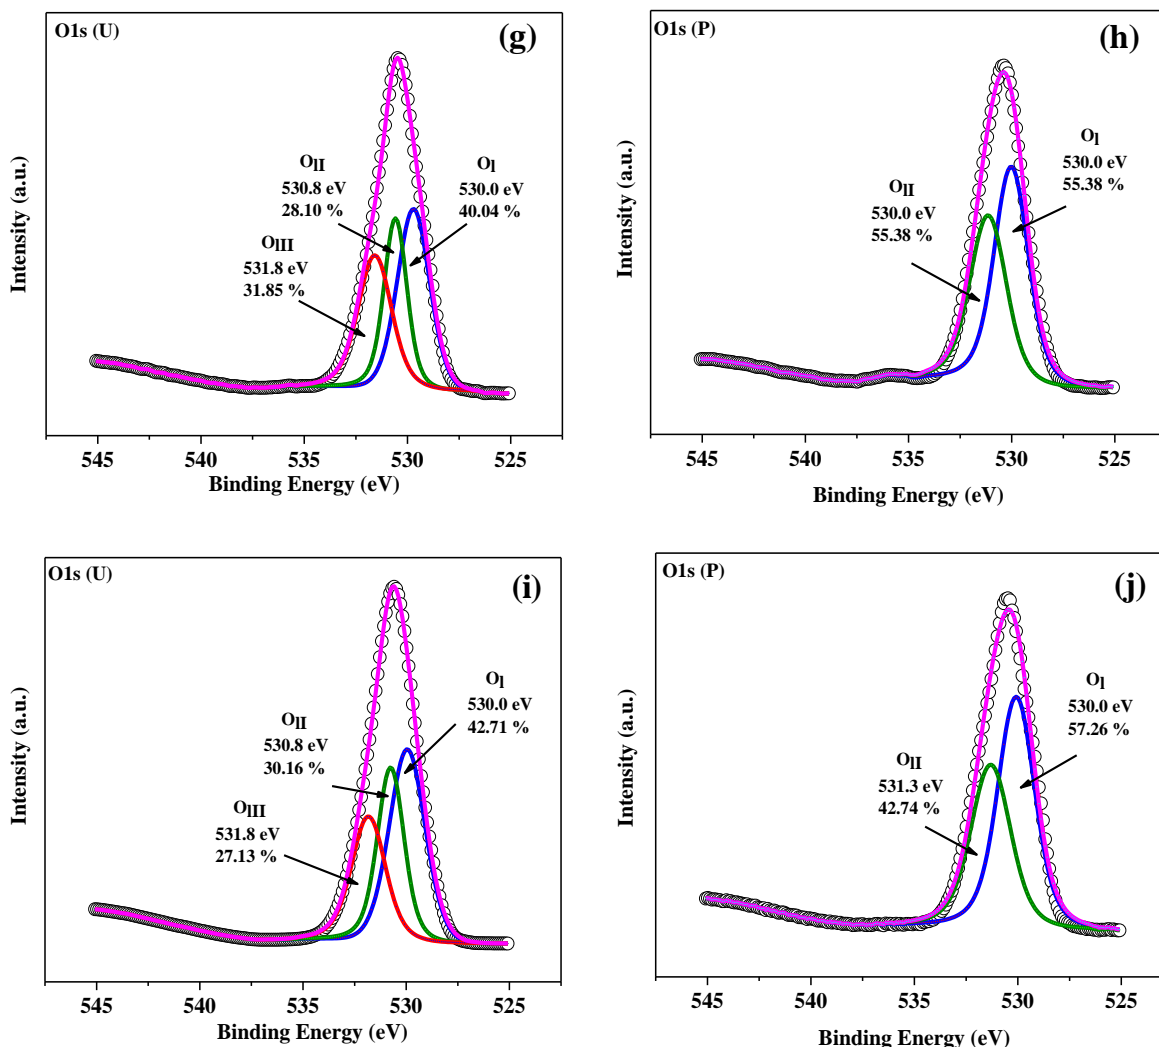 O1s (U)
(g)
OII
530.8 eV
28.10 %
OI
530.0 eV
40.04 %
OIII
531.8 eV
31.85 %
Intensity (a.u.)
545 540 535 530 525
Binding Energy (eV)
O1s (P)
(h)
OI
530.0 eV
55.38 %
OII
530.0 eV
55.38 %
Intensity (a.u.)
545 540 535 530 525
Binding Energy (eV)
O1s (U)
(i)
OI
530.0 eV
42.71 %
OII
530.8 eV
30.16 %
OIII
531.8 eV
27.13 %
Intensity (a.u.)
545 540 535 530 525
Binding Energy (eV)
O1s (P)
(j)
OI
530.0 eV
57.26 %
OII
531.3 eV
42.74 %
Intensity (a.u.)
545 540 535 530 525
Binding Energy (eV)